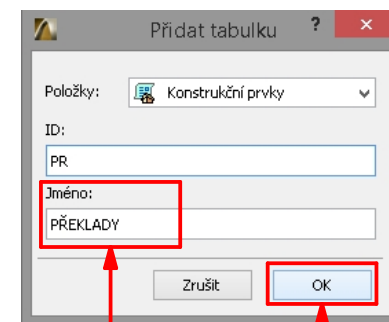 Přidat tabulku ? ×
Položky: Konstrukční prvky
ID:
PR
Jméno:
PŘEKLADY
Zrušit OK